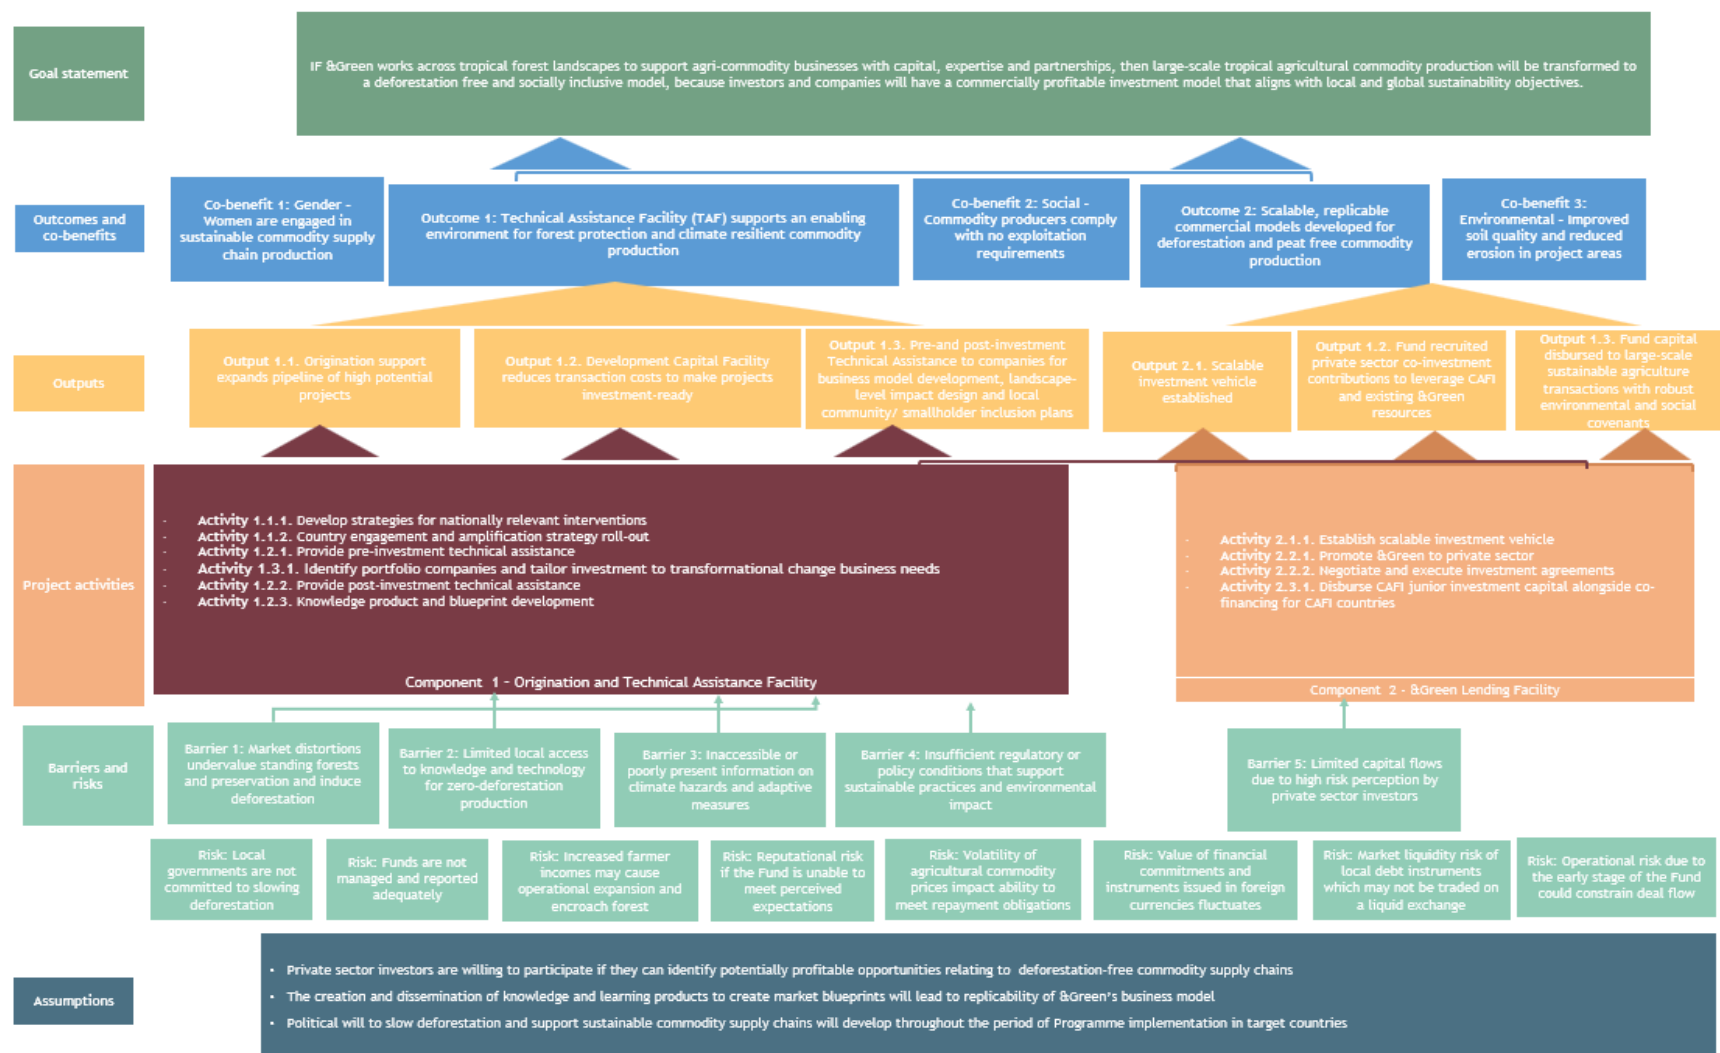 Goal statement
IF &Green works across tropical forest landscapes to support agri-commodity businesses with capital, expertise and partnerships, then large-scale tropical agricultural commodity production will be transformed to
a deforestation free and socially inclusive model, because investors and companies will have a commercially profitable investment model that aligns with local and global sustainability objectives.
Outcomes and
co-benefits
Co-benefit 1: Gender –
Women are engaged in
sustainable commodity supply
chain production
Outcome 1: Technical Assistance Facility (TAF) supports an enabling
environment for forest protection and climate resilient commodity
production
Co-benefit 2: Social -
Commodity producers comply
with no exploitation
requirements
Outcome 2: Scalable, replicable
commercial models developed for
deforestation and peat free commodity
production
Co-benefit 3:
Environmental - Improved
soil quality and reduced
erosion in project areas
Outputs
Output 1.1. Origination support
expands pipeline of high potential
projects
Output 1.2. Development Capital Facility
reduces transaction costs to make projects
investment-ready
Output 1.3. Pre-and post-investment
Technical Assistance to companies for
business model development, landscape-
level impact design and local
community/ smallholder inclusion plans
Output 2.1. Scalable
investment vehicle
established
Output 1.2. Fund recruited
private sector co-investment
contributions to leverage CAFI
and existing &Green
resources
Output 1.3. Fund capital
disbursed to large-scale
sustainable agriculture
transactions with robust
environmental and social
covenants
Project activities
- Activity 1.1.1. Develop strategies for nationally relevant interventions
- Activity 1.1.2. Country engagement and amplification strategy roll-out
- Activity 1.2.1. Provide pre-investment technical assistance
- Activity 1.3.1. Identify portfolio companies and tailor investment to transformational change business needs
- Activity 1.2.2. Provide post-investment technical assistance
- Activity 1.2.3. Knowledge product and blueprint development
Component 1 - Origination and Technical Assistance Facility
- Activity 2.1.1. Establish scalable investment vehicle
- Activity 2.2.1. Promote &Green to private sector
- Activity 2.2.2. Negotiate and execute investment agreements
- Activity 2.3.1. Disburse CAFI junior investment capital alongside co-
financing for CAFI countries
Component 2 - &Green Lending Facility
Barriers and
risks
Barrier 1: Market distortions
undervalue standing forests
and preservation and induce
deforestation
Barrier 2: Limited local access
to knowledge and technology
for zero-deforestation
production
Barrier 3: Inaccessible or
poorly present information on
climate hazards and adaptive
measures
Barrier 4: Insufficient regulatory or
policy conditions that support
sustainable practices and environmental
impact
Barrier 5: Limited capital flows
due to high risk perception by
private sector investors
Risk: Local
governments are not
committed to slowing
deforestation
Risk: Funds are not
managed and reported
adequately
Risk: Increased farmer
incomes may cause
operational expansion and
encroach forest
Risk: Reputational risk
if the Fund is unable to
meet perceived
expectations
Risk: Volatility of
agricultural commodity
prices impact ability to
meet repayment obligations
Risk: Value of financial
commitments and
instruments issued in foreign
currencies fluctuates
Risk: Market liquidity risk of
local debt instruments
which may not be traded on
a liquid exchange
Risk: Operational risk due to
the early stage of the Fund
could constrain deal flow
Assumptions
• Private sector investors are willing to participate if they can identify potentially profitable opportunities relating to deforestation-free commodity supply chains
• The creation and dissemination of knowledge and learning products to create market blueprints will lead to replicability of &Green's business model
• Political will to slow deforestation and support sustainable commodity supply chains will develop throughout the period of Programme implementation in target countries